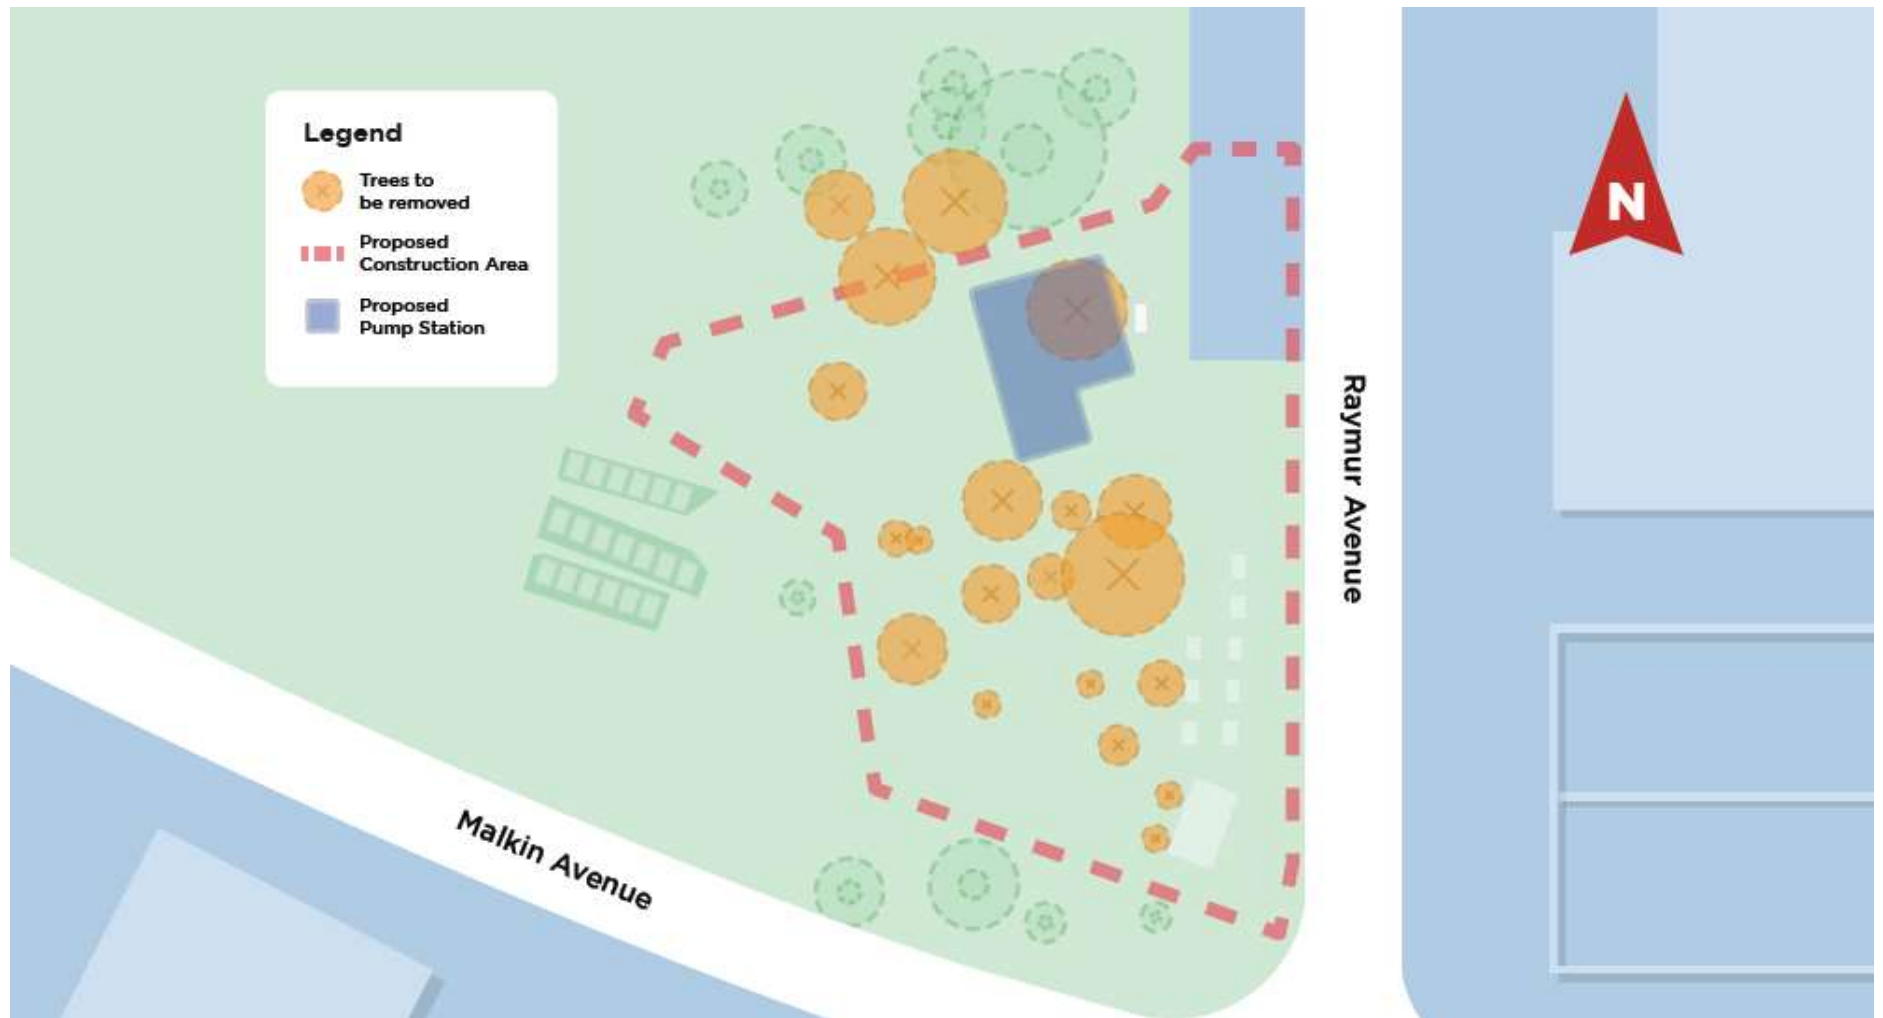 Legend
Trees to
be removed
Proposed
Construction Area
Proposed
Pump Station
N
Raymur Avenue
Malkin Avenue